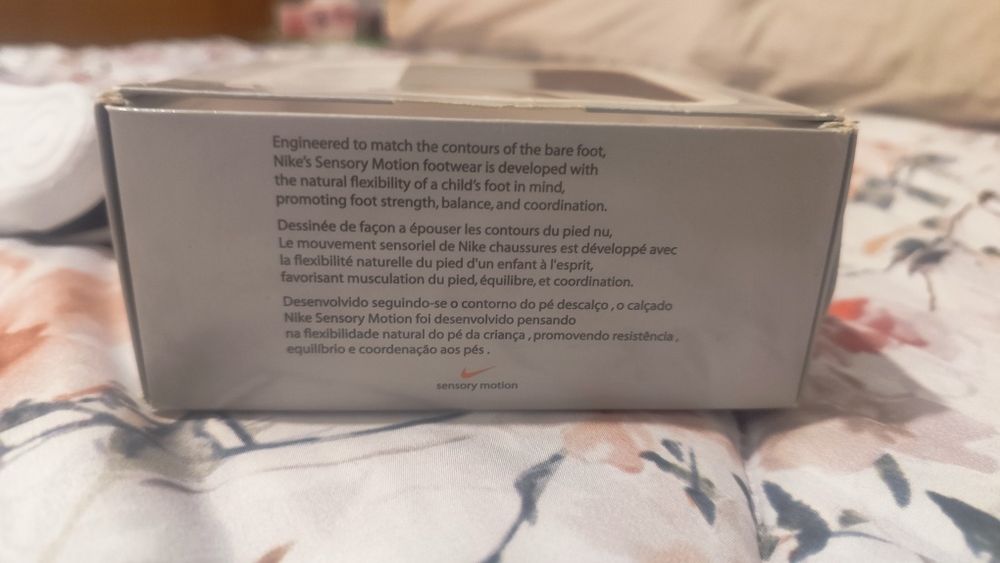 Engineered to match the contours of the bare foot,
Nike's Sensory Motion footwear is developed with
the natural flexibility of a child's foot in mind,
promoting foot strength, balance, and coordination.
Dessinée de façon a épouser les contours du pied nu,
Le mouvement sensoriel de Nike chaussures est développé avec
la flexibilité naturelle du pied d'un enfant à l'esprit,
favorisant musculation du pied, équilibre, et coordination.
Desenvolvido seguindo-se o contorno do pé descalço , o calçado
Nike Sensory Motion foi desenvolvido pensando
na flexibilidade natural do pé da criança , promovendo resistência ,
equilíbrio e coordenação aos pés .
sensory motion